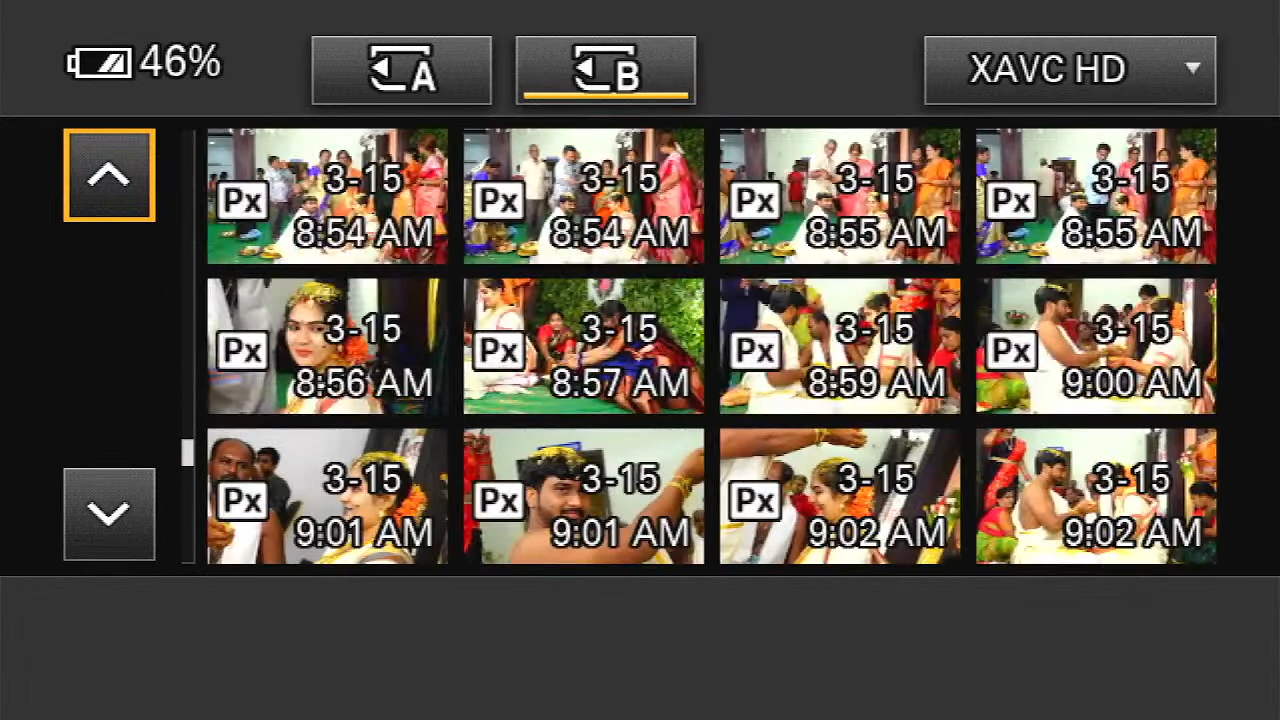 46%
A
B
XAVC HD
Px 3-15 8:54 AM
Px 3-15 8:54 AM
Px 3-15 8:55 AM
Px 3-15 8:55 AM
Px 3-15 8:56 AM
Px 3-15 8:57 AM
Px 3-15 8:59 AM
Px 3-15 9:00 AM
Px 3-15 9:01 AM
Px 3-15 9:01 AM
Px 3-15 9:02 AM
Px 3-15 9:02 AM